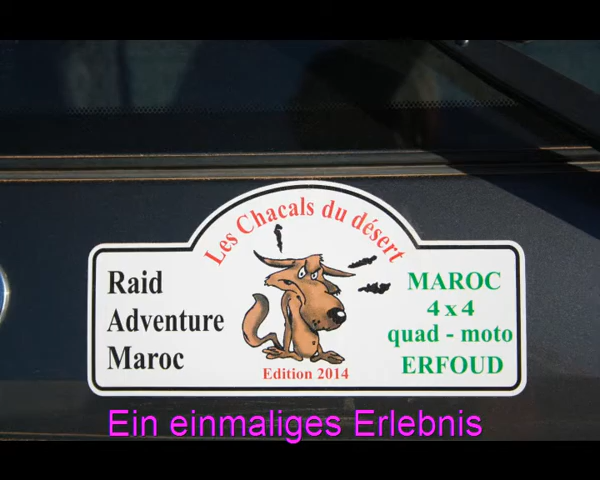 Les Chacals du désert
Raid
Adventure
Maroc
MAROC
4 x 4
quad - moto
ERFOUD
Edition 2014
Ein einmaliges Erlebnis